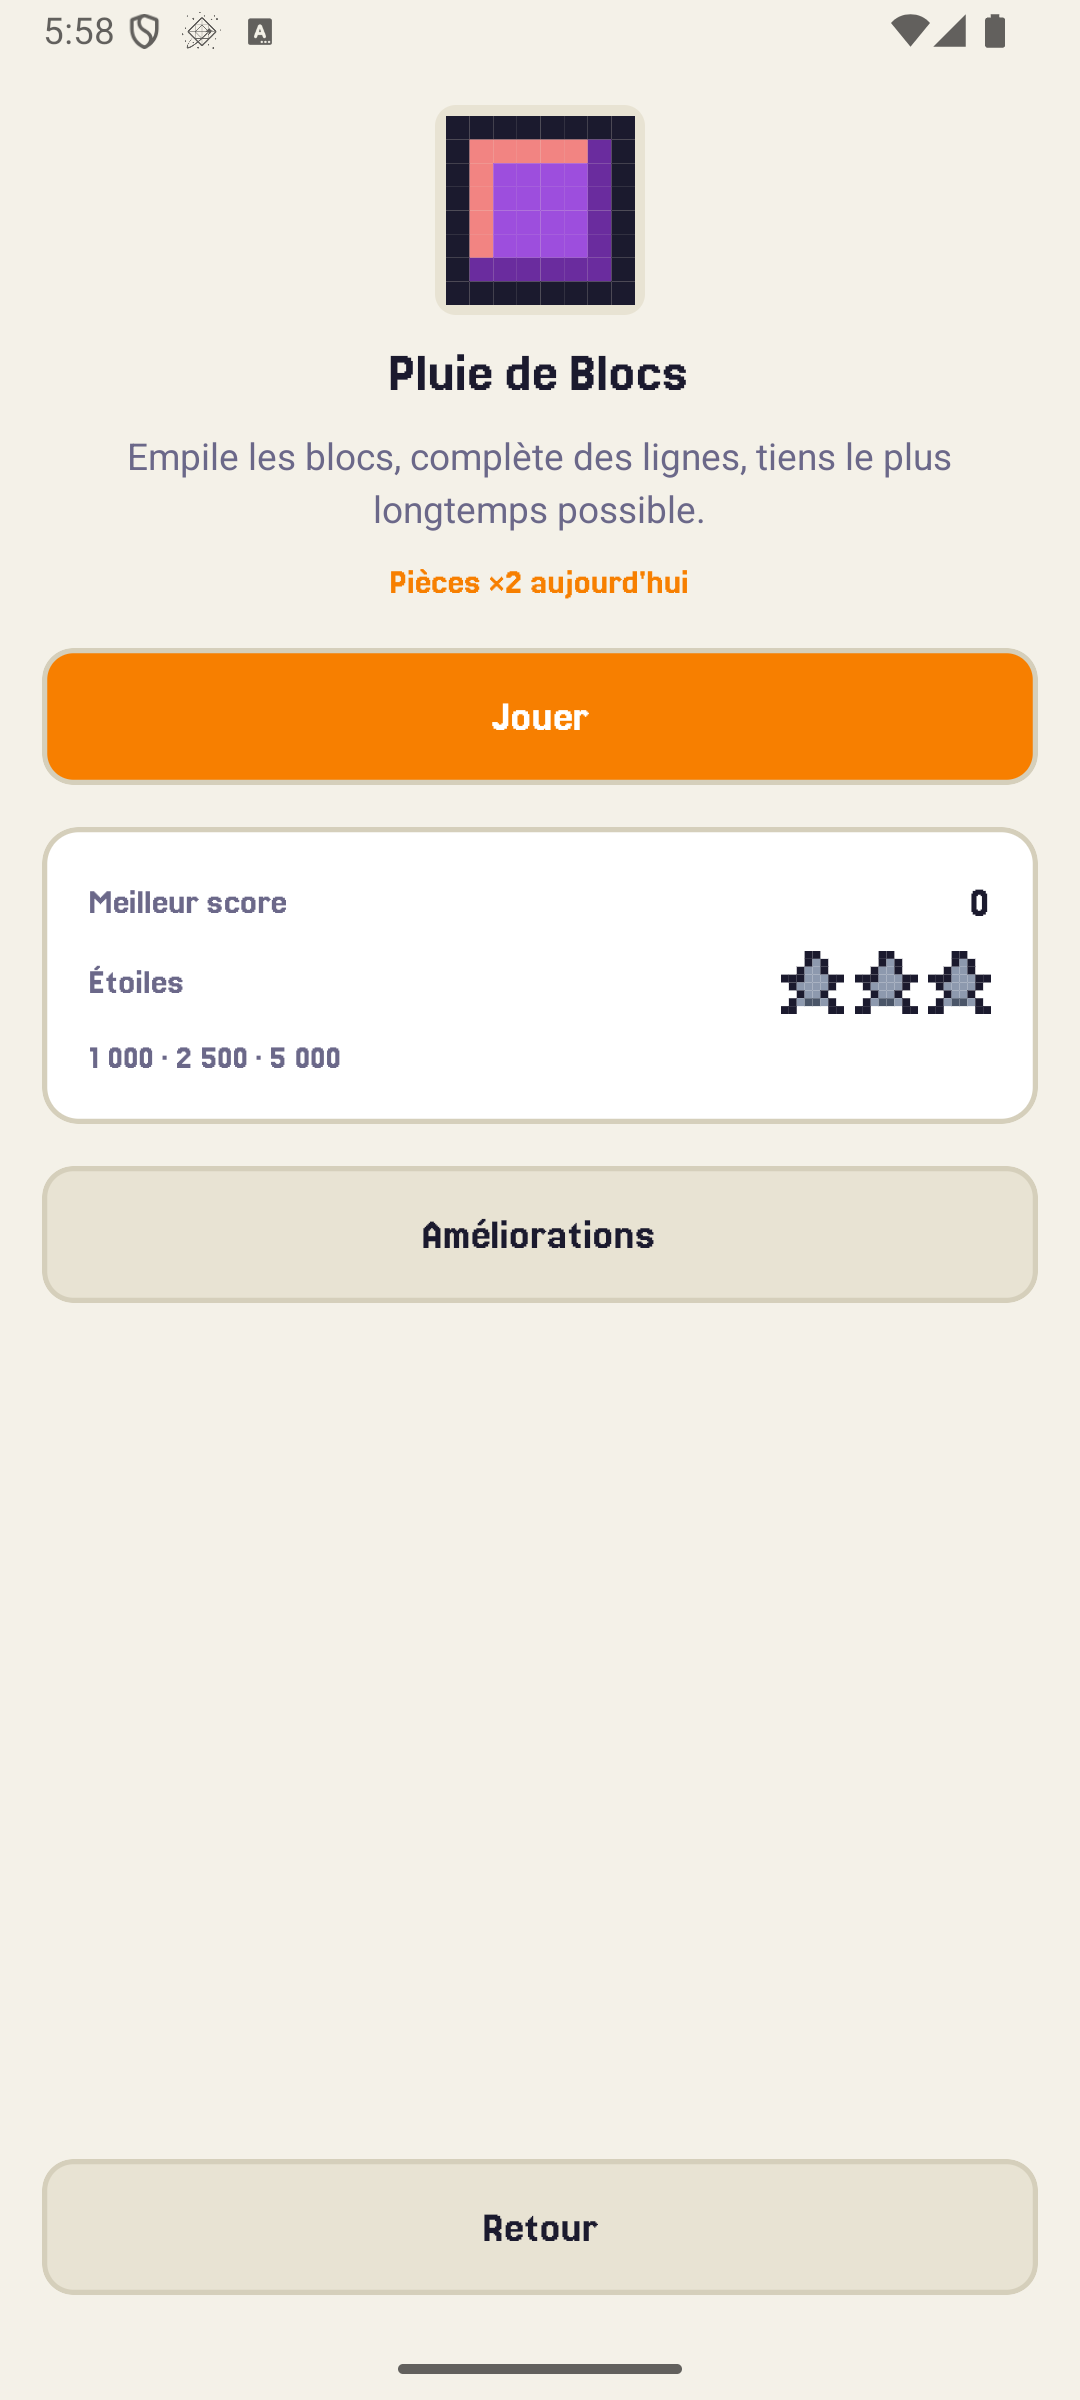 5:58
Pluie de Blocs
Empile les blocs, complète des lignes, tiens le plus
longtemps possible.
Pièces ×2 aujourd'hui
Jouer
Meilleur score 0
Étoiles
1 000 · 2 500 · 5 000
Améliorations
Retour